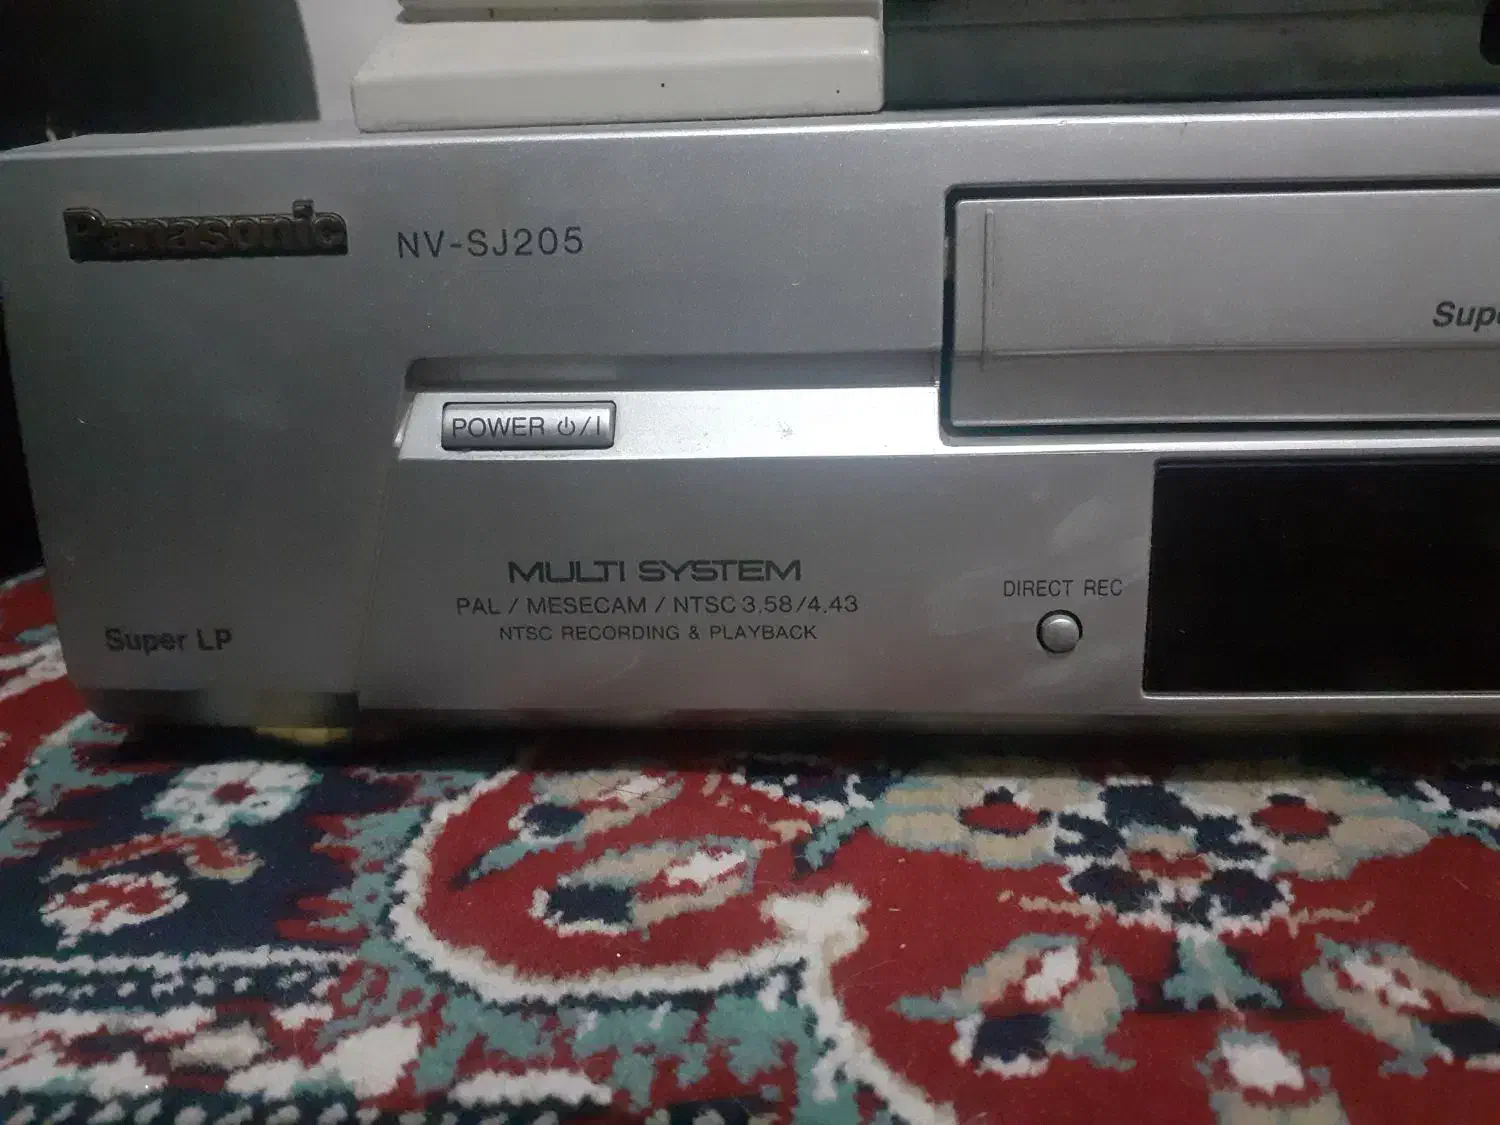 Panasonic NV-SJ205
Supe
POWER ⏻/I
MULTI SYSTEM
PAL / MESECAM / NTSC 3.58/4.43
NTSC RECORDING & PLAYBACK
DIRECT REC
Super LP